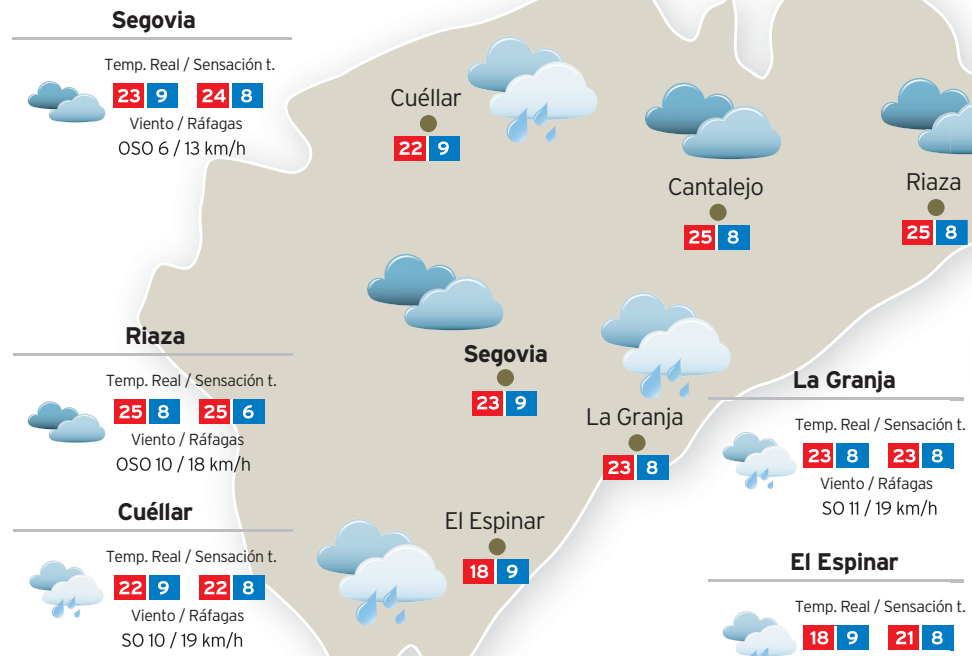 Segovia
Temp. Real / Sensación t.
23 9 24 8
Viento / Ráfagas
OSO 6 / 13 km/h
Riaza
Temp. Real / Sensación t.
25 8 25 6
Viento / Ráfagas
OSO 10 / 18 km/h
Cuéllar
Temp. Real / Sensación t.
22 9 22 8
Viento / Ráfagas
SO 10 / 19 km/h
Cuéllar
22 9
Cantalejo
25 8
Riaza
25 8
Segovia
23 9
La Granja
23 8
El Espinar
18 9
La Granja
Temp. Real / Sensación t.
23 8 23 8
Viento / Ráfagas
SO 11 / 19 km/h
El Espinar
Temp. Real / Sensación t.
18 9 21 8